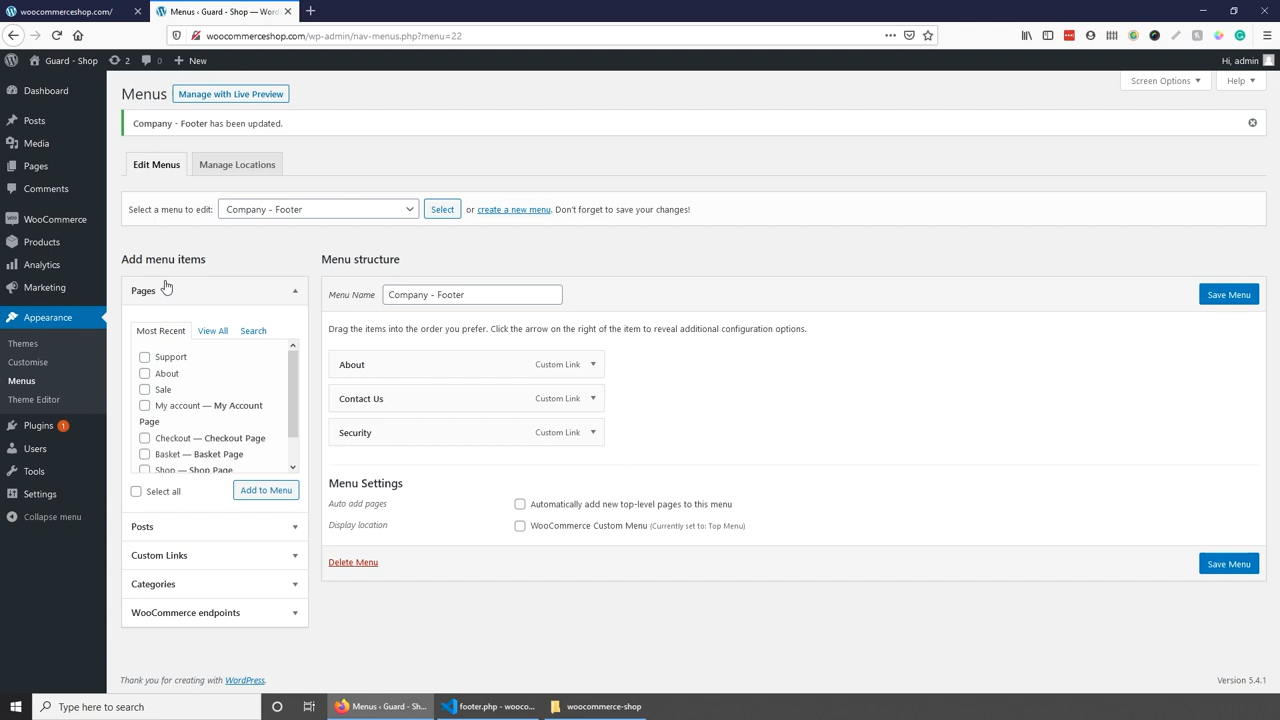 woocommerceshop.com/
Menus ‹ Guard - Shop — Word
woocommerceshop.com/wp-admin/nav-menus.php?menu=22
Guard - Shop
2
0
New
Hi, admin
Dashboard
Posts
Media
Pages
Comments
WooCommerce
Products
Analytics
Marketing
Appearance
Themes
Customise
Menus
Theme Editor
Plugins 1
Users
Tools
Settings
Collapse menu
Menus
Manage with Live Preview
Screen Options
Help
Company - Footer has been updated.
Edit Menus
Manage Locations
Select a menu to edit: Company - Footer Select or create a new menu. Don't forget to save your changes!
Add menu items
Pages
Most Recent
View All
Search
Support
About
Sale
My account — My Account
Page
Checkout — Checkout Page
Basket — Basket Page
Shop — Shop Page
Select all
Add to Menu
Posts
Custom Links
Categories
WooCommerce endpoints
Menu structure
Menu Name Company - Footer Save Menu
Drag the items into the order you prefer. Click the arrow on the right of the item to reveal additional configuration options.
About Custom Link
Contact Us Custom Link
Security Custom Link
Menu Settings
Auto add pages Automatically add new top-level pages to this menu
Display location WooCommerce Custom Menu (Currently set to: Top Menu)
Delete Menu
Save Menu
Thank you for creating with WordPress.
Version 5.4.1
Type here to search
Menus ‹ Guard - Sh...
footer.php - wooco...
woocommerce-shop